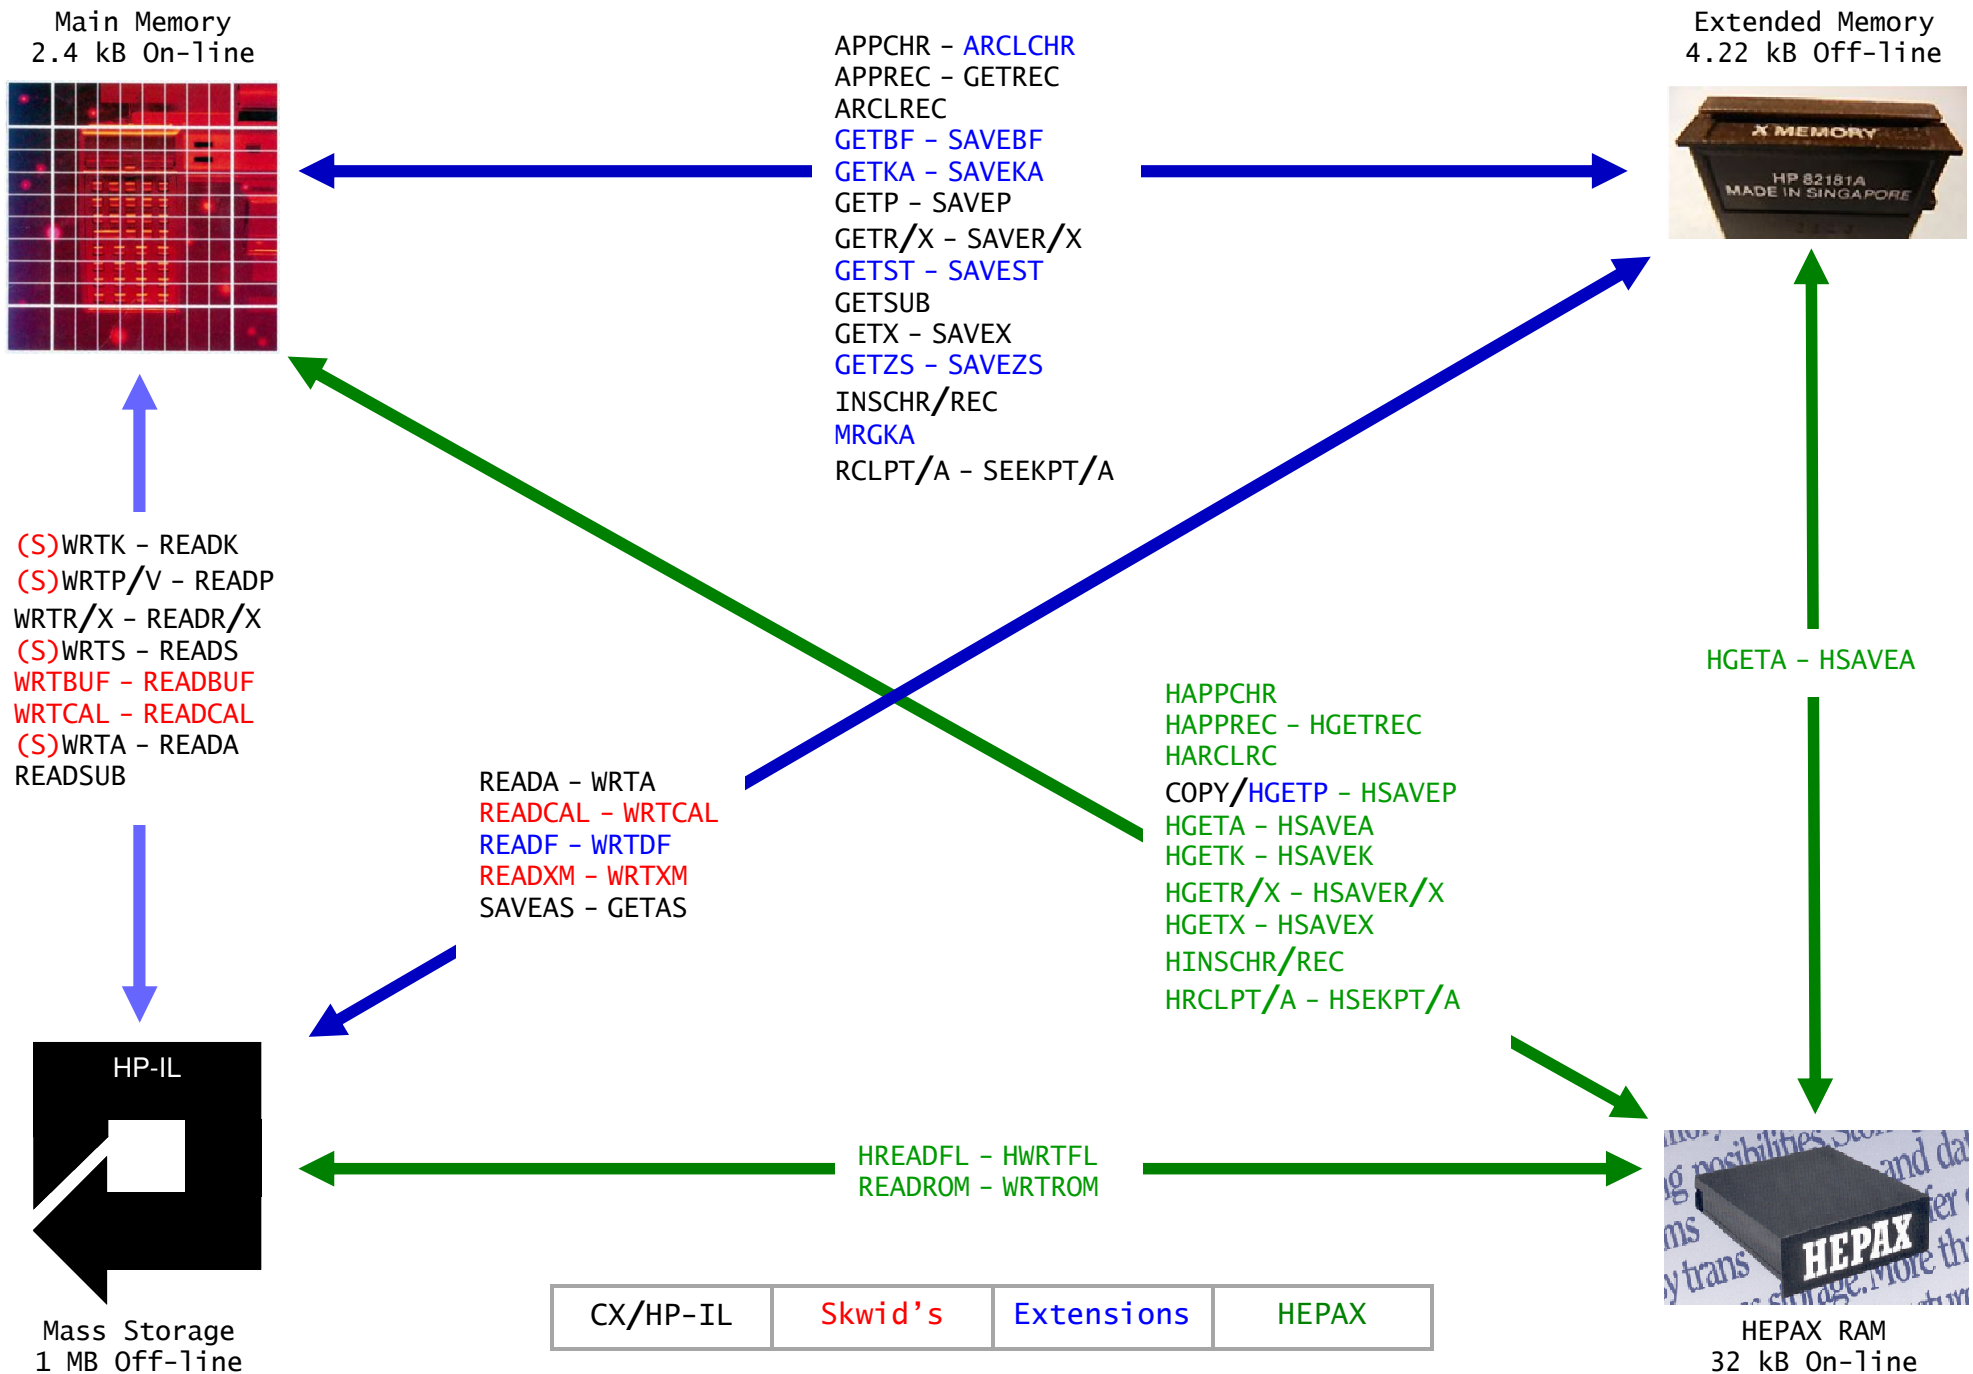 Main Memory
2.4 kB On-line
Extended Memory
4.22 kB Off-line
APPCHR – ARCLCHR
APPREC – GETREC
ARCLREC
GETBF – SAVEBF
GETKA – SAVEKA
GETP – SAVEP
GETR/X – SAVER/X
GETST – SAVEST
GETSUB
GETX – SAVEX
GETZS – SAVEZS
INSCHR/REC
MRGKA
RCLPT/A – SEEKPT/A
X MEMORY
HP 82181A
MADE IN SINGAPORE
(S)WRTK – READK
(S)WRTP/V – READP
WRTR/X – READR/X
(S)WRTS – READS
WRTBUF – READBUF
WRTCAL – READCAL
(S)WRTA – READA
READSUB
HGETA – HSAVEA
READA – WRTA
READCAL – WRTCAL
READF – WRTDF
READXM – WRTXM
SAVEAS – GETAS
HAPPCHR
HAPPREC – HGETREC
HARCLRC
COPY/HGETP – HSAVEP
HGETA – HSAVEA
HGETK – HSAVEK
HGETR/X – HSAVER/X
HGETX – HSAVEX
HINSCHR/REC
HRCLPT/A – HSEKPT/A
HP-IL
HREADFL – HWRTFL
READROM – WRTROM
posibilities
and
trans
storage. More
HEPAX
Mass Storage
1 MB Off-line
CX/HP-IL
Skwid's
Extensions
HEPAX
HEPAX RAM
32 kB On-line